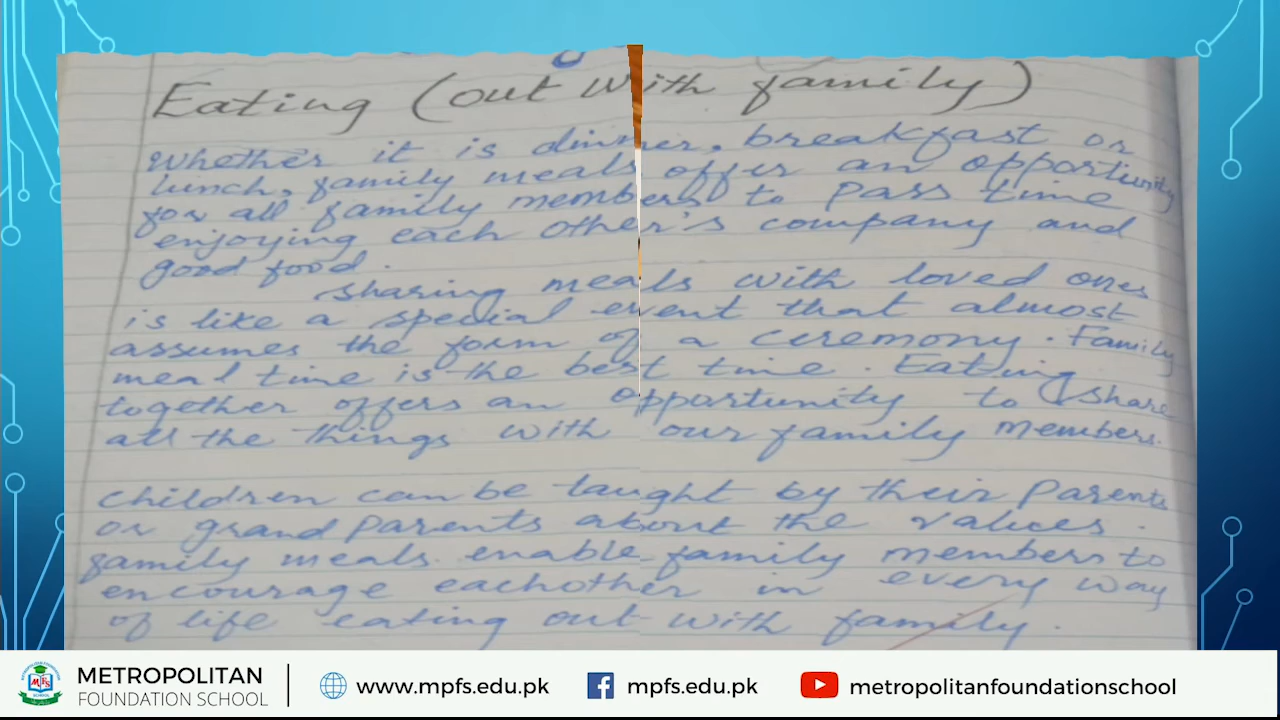 Eating (out with family)
Whether it is dinner, breakfast or
lunch, family meals offer an opportunity
for all family members to pass time
enjoying each other's company and
good food.
Sharing meals with loved ones
is like a special event that almost
assumes the form of a ceremony. Family
meal time is the best time. Eating
together offers an opportunity to share
all the things with our family members.
Children can be taught by their Parents
or grand Parents about the values.
family meals enable family members to
encourage eachother in every way
of life eating out with family.
METROPOLITAN
FOUNDATION SCHOOL
www.mpfs.edu.pk
mpfs.edu.pk
metropolitanfoundationschool